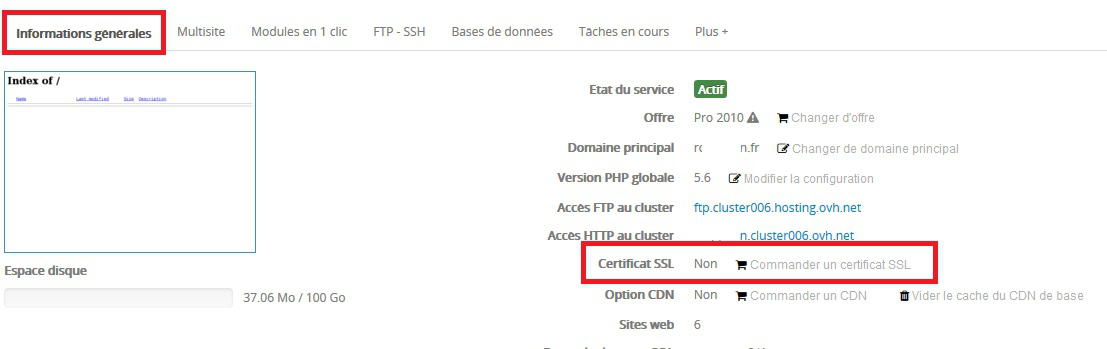 Informations générales Multisite Modules en 1 clic FTP - SSH Bases de données Tâches en cours Plus +
Index of /
Name Last modified Size Description
Etat du service Actif
Offre Pro 2010 Changer d'offre
Domaine principal n.fr Changer de domaine principal
Version PHP globale 5.6 Modifier la configuration
Accès FTP au cluster ftp.cluster006.hosting.ovh.net
Accès HTTP au cluster n.cluster006.ovh.net
Espace disque
37.06 Mo / 100 Go
Certificat SSL Non Commander un certificat SSL
Option CDN Non Commander un CDN Vider le cache du CDN de base
Sites web 6